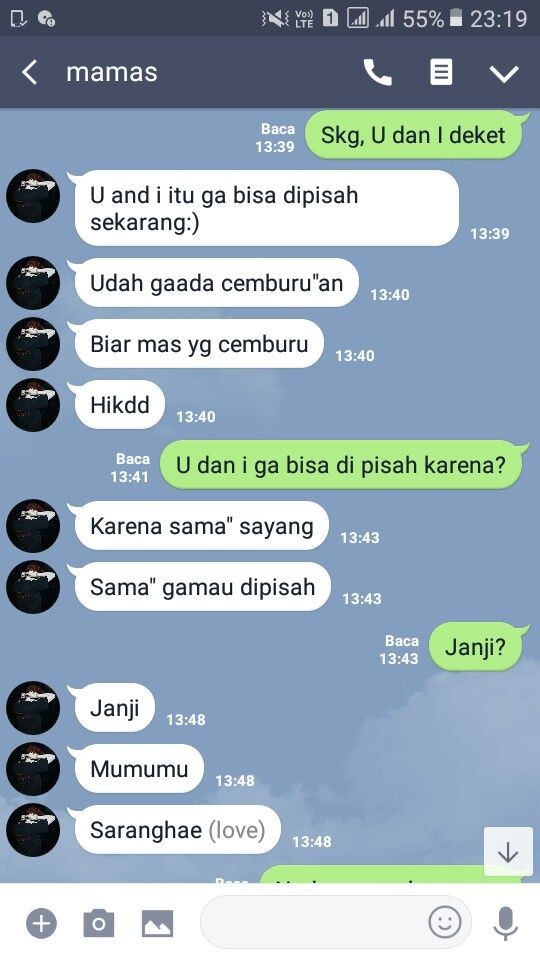 Vo))
LTE
1
55%
23:19
mamas
Baca
13:39
Skg, U dan I deket
U and i itu ga bisa dipisah
sekarang:)
13:39
Udah gaada cemburu"an
13:40
Biar mas yg cemburu
13:40
Hikdd
13:40
Baca
13:41
U dan i ga bisa di pisah karena?
Karena sama" sayang
13:43
Sama" gamau dipisah
13:43
Baca
13:43
Janji?
Janji
13:48
Mumumu
13:48
Saranghae (love)
13:48
Baca